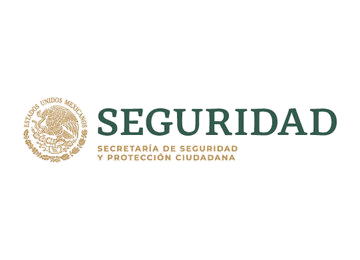 ESTADOS UNIDOS MEXICANOS
SEGURIDAD
SECRETARÍA DE SEGURIDAD
Y PROTECCIÓN CIUDADANA